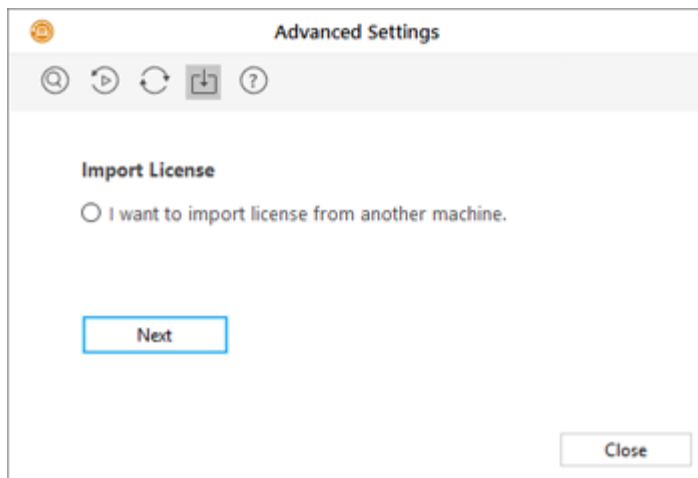 Advanced Settings
?
Import License
I want to import license from another machine.
Next
Close